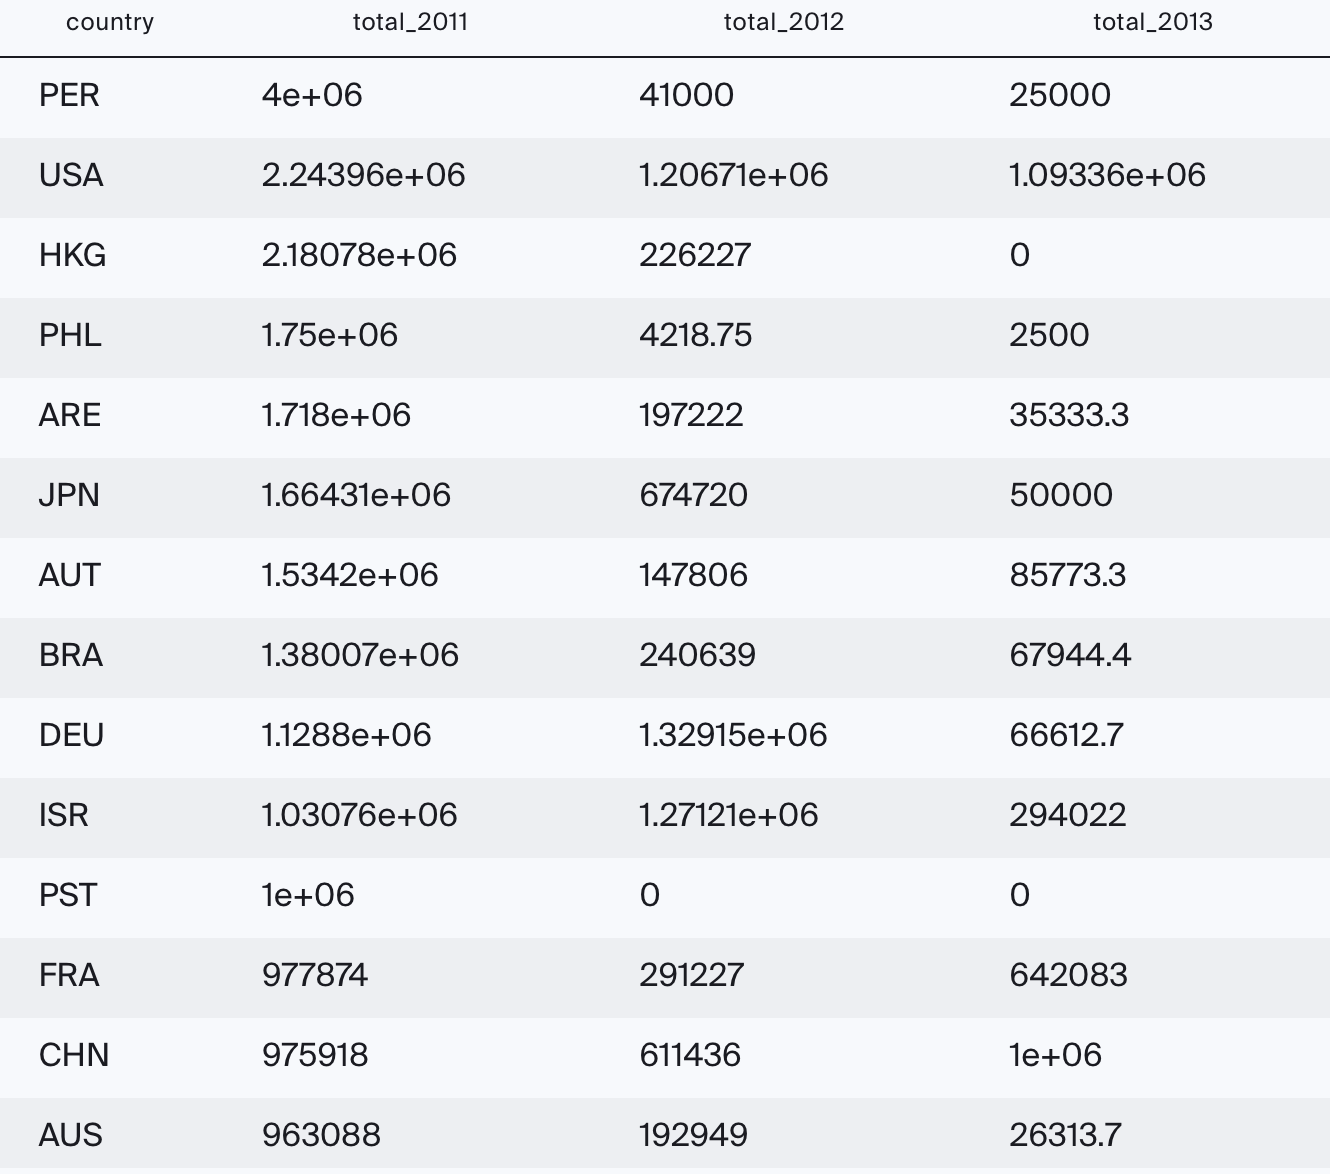 country total_2011 total_2012 total_2013
PER 4e+06 41000 25000
USA 2.24396e+06 1.20671e+06 1.09336e+06
HKG 2.18078e+06 226227 0
PHL 1.75e+06 4218.75 2500
ARE 1.718e+06 197222 35333.3
JPN 1.66431e+06 674720 50000
AUT 1.5342e+06 147806 85773.3
BRA 1.38007e+06 240639 67944.4
DEU 1.1288e+06 1.32915e+06 66612.7
ISR 1.03076e+06 1.27121e+06 294022
PST 1e+06 0 0
FRA 977874 291227 642083
CHN 975918 611436 1e+06
AUS 963088 192949 26313.7